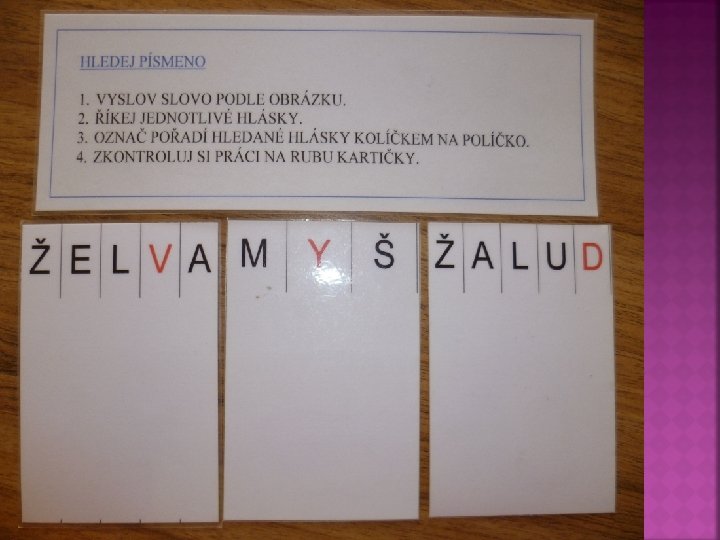 HLEDEJ PÍSMENO
1. VYSLOV SLOVO PODLE OBRÁZKU.
2. ŘÍKEJ JEDNOTLIVÉ HLÁSKY.
3. OZNAČ POŘADÍ HLEDANÉ HLÁSKY KOLÍČKEM NA POLÍČKO.
4. ZKONTROLUJ SI PRÁCI NA RUBU KARTIČKY.
ŽELVA
MYŠ
ŽALUD